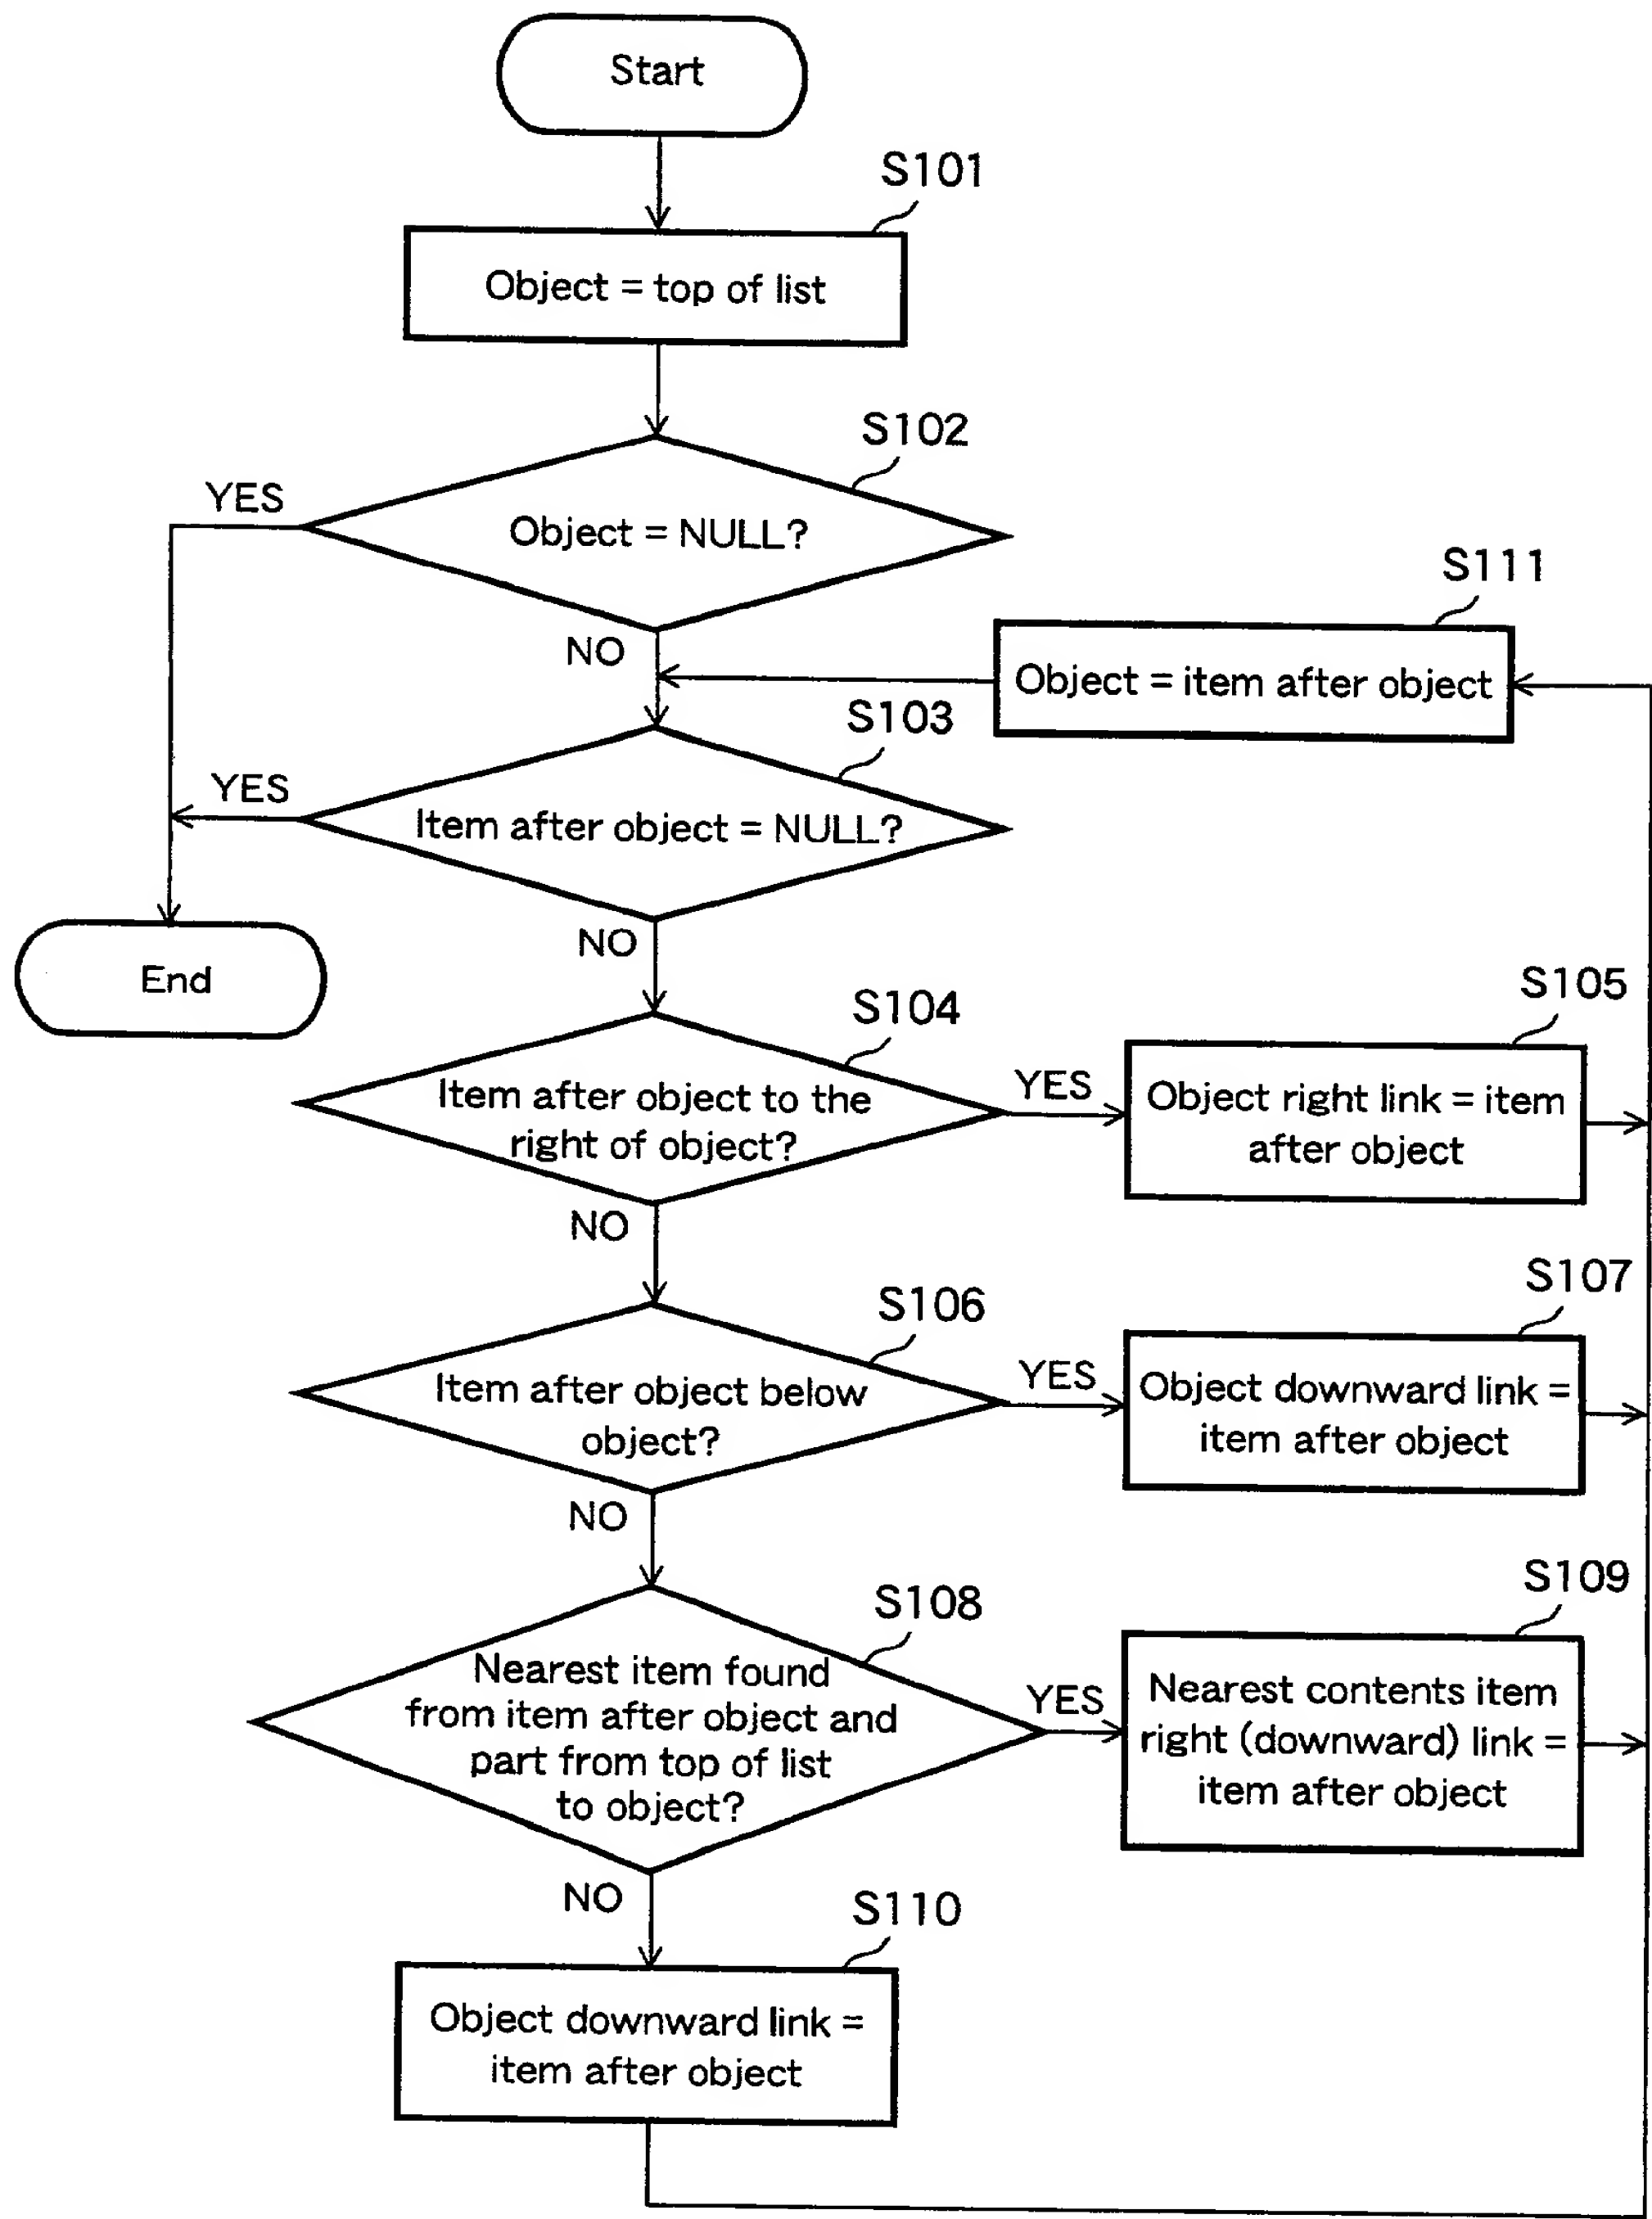 Start
S101
Object = top of list
S102
YES
Object = NULL?
NO
S111
Object = item after object
S103
YES
Item after object = NULL?
NO
End
S104
Item after object to the
right of object?
YES
S105
Object right link = item
after object
NO
S106
Item after object below
object?
YES
S107
Object downward link =
item after object
NO
S108
Nearest item found
from item after object and
part from top of list
to object?
YES
S109
Nearest contents item
right (downward) link =
item after object
NO
S110
Object downward link =
item after object